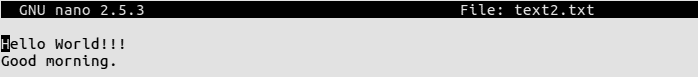 GNU nano 2.5.3 File: text2.txt
Hello World!!!
Good morning.